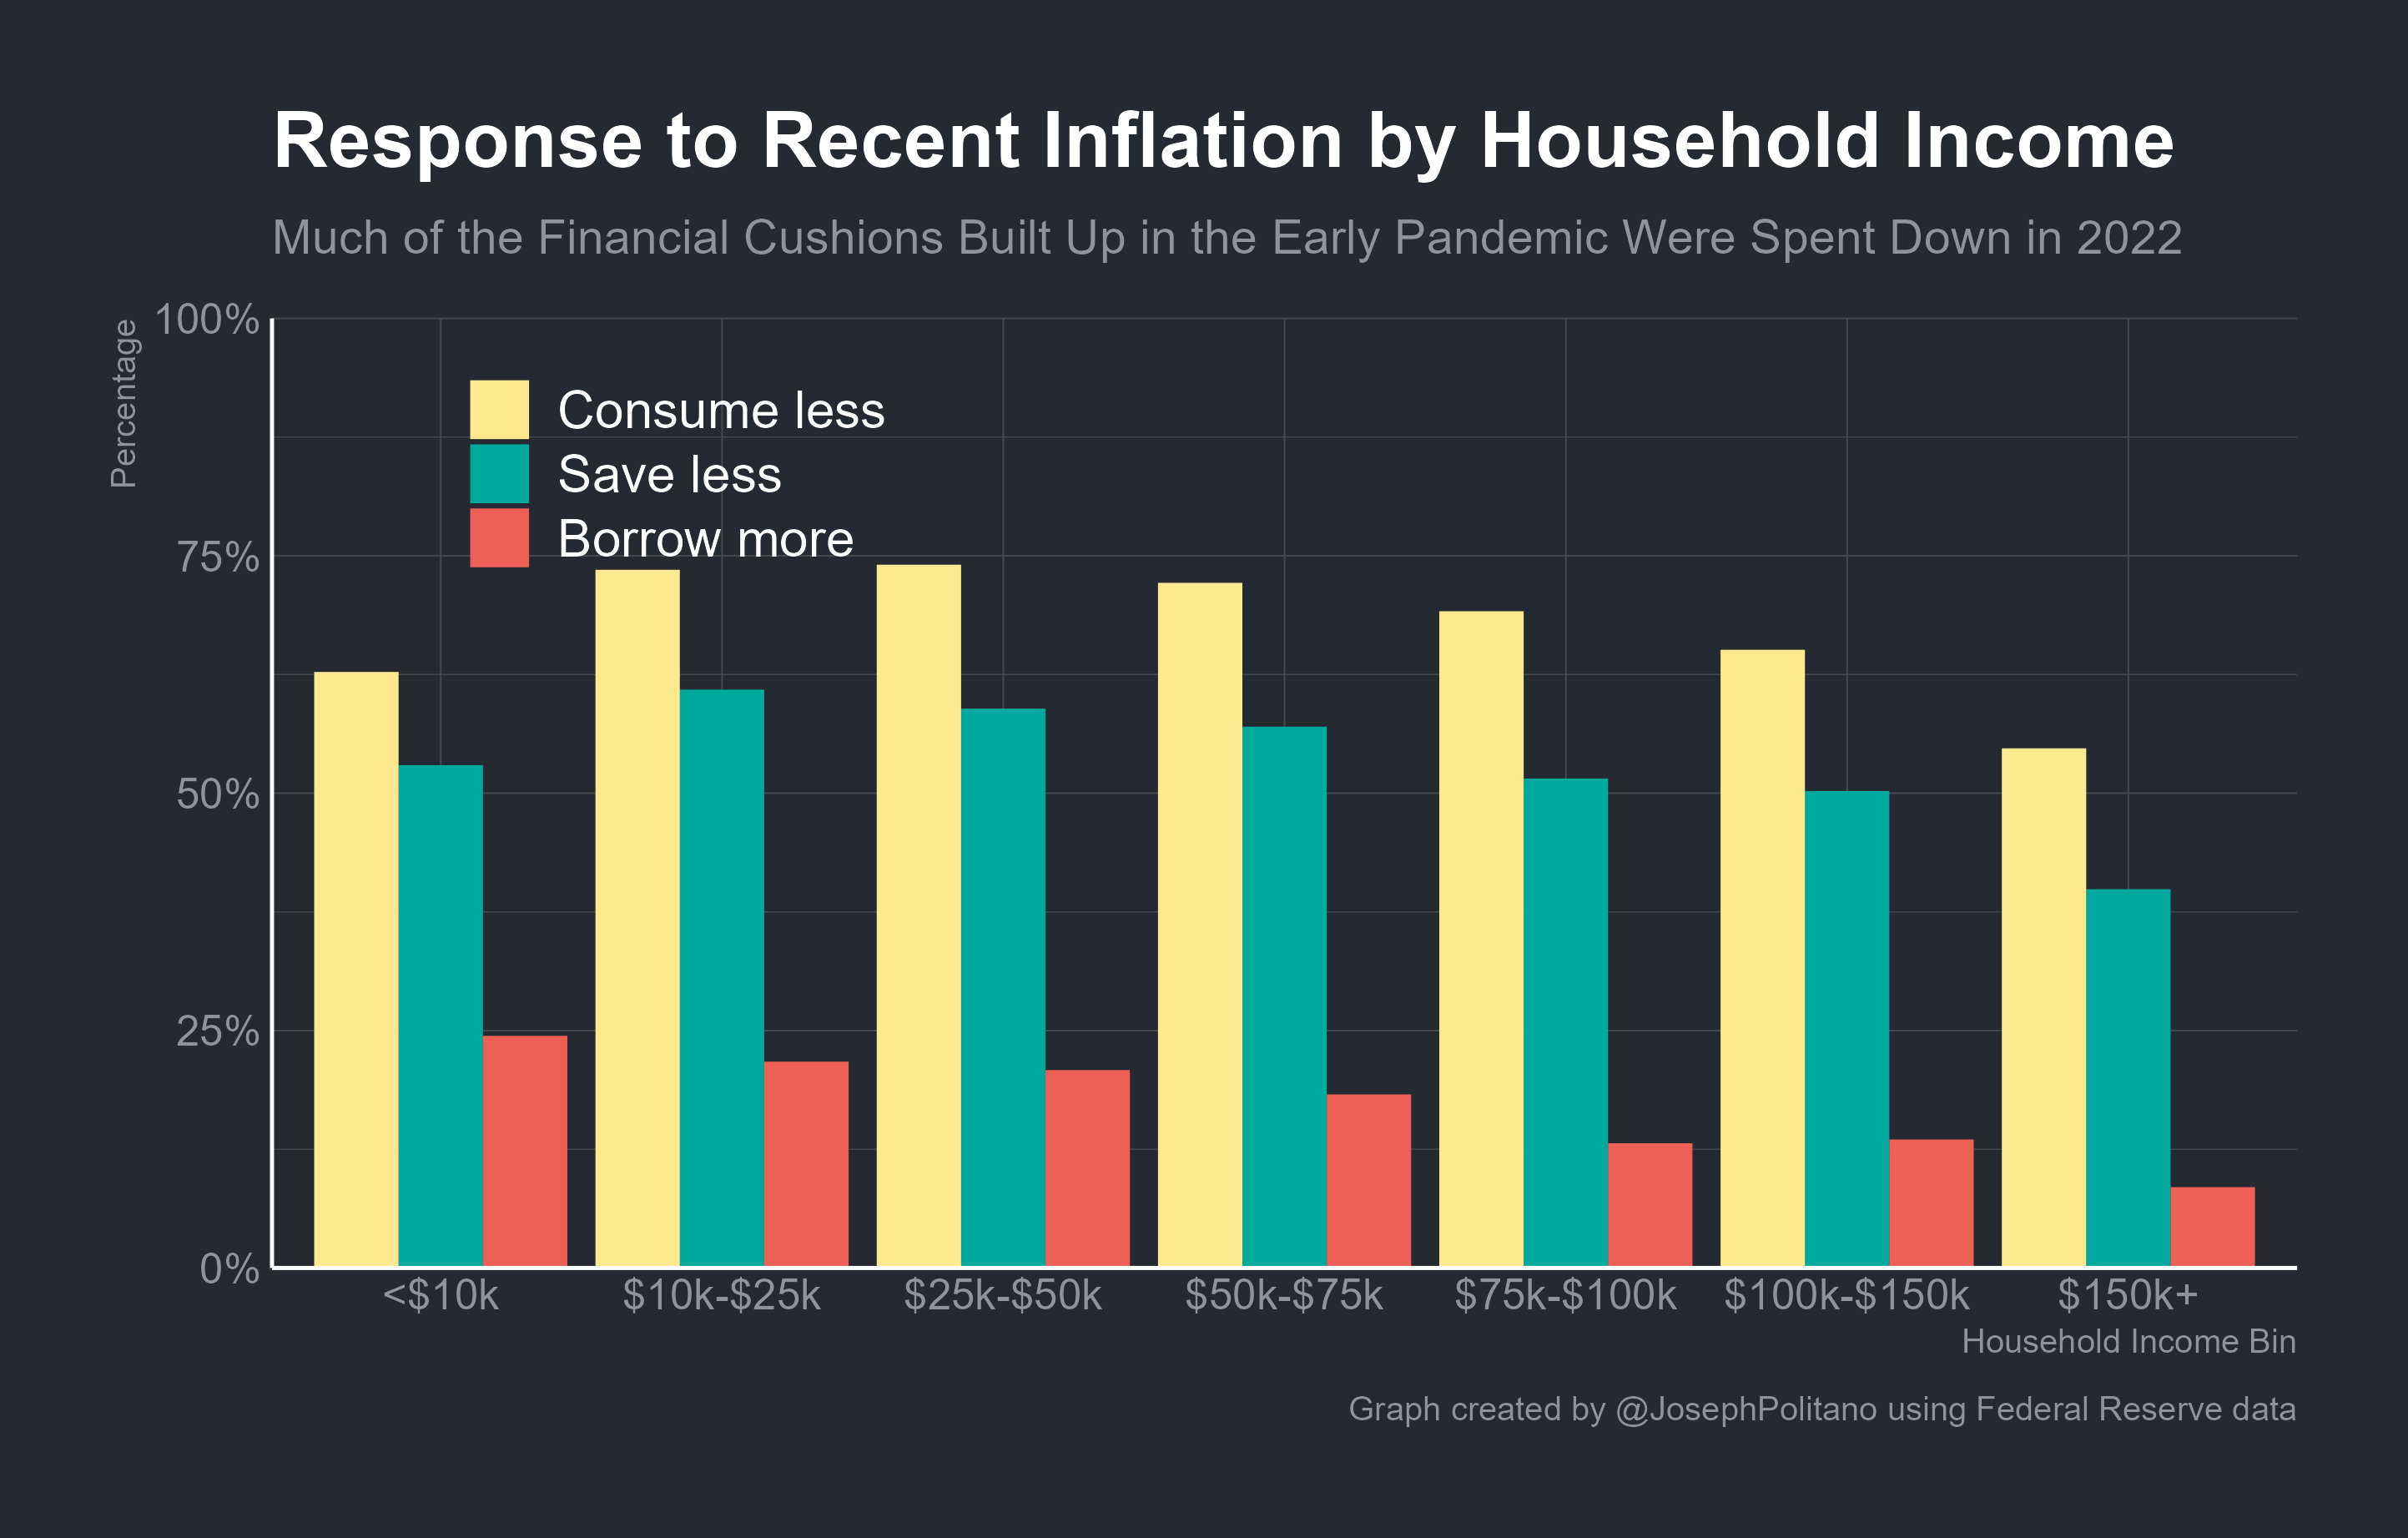 Response to Recent Inflation by Household Income
Much of the Financial Cushions Built Up in the Early Pandemic Were Spent Down in 2022
Percentage
100%
75%
50%
25%
0%
Consume less
Save less
Borrow more
<$10k $10k-$25k $25k-$50k $50k-$75k $75k-$100k $100k-$150k $150k+
Household Income Bin
Graph created by @JosephPolitano using Federal Reserve data